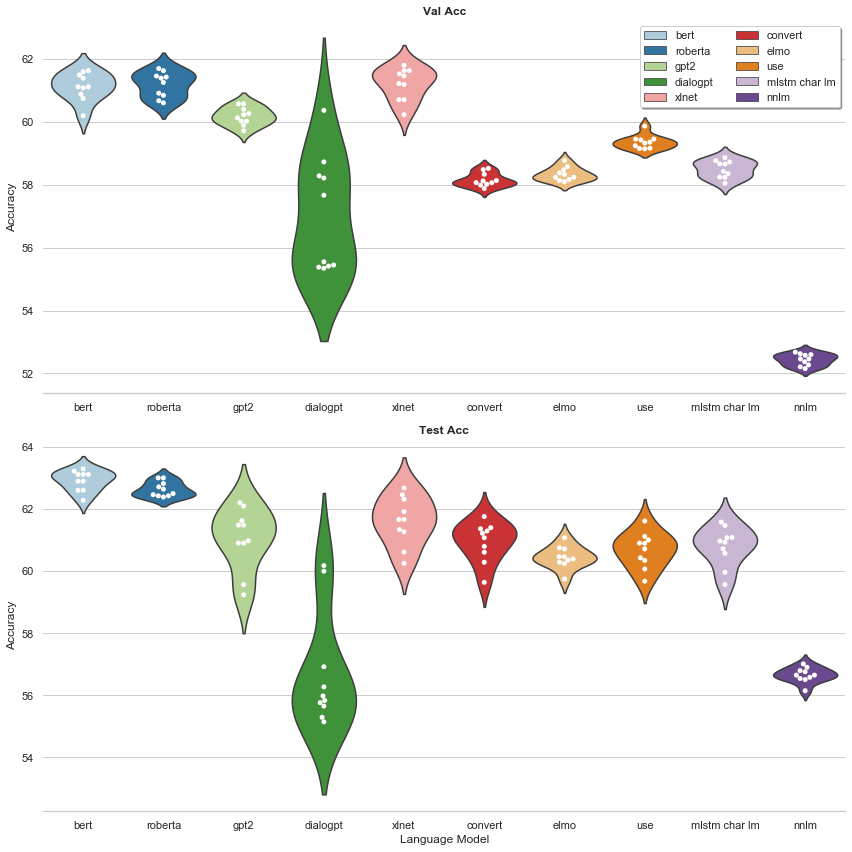 Val Acc
bert convert
roberta elmo
gpt2 use
dialogpt mlstm char lm
xlnet nnlm
62
60
58
56
54
52
Accuracy
bert roberta gpt2 dialogpt xlnet convert elmo use mlstm char lm nnlm
Test Acc
64
62
60
58
56
54
Accuracy
bert roberta gpt2 dialogpt xlnet convert elmo use mlstm char lm nnlm
Language Model